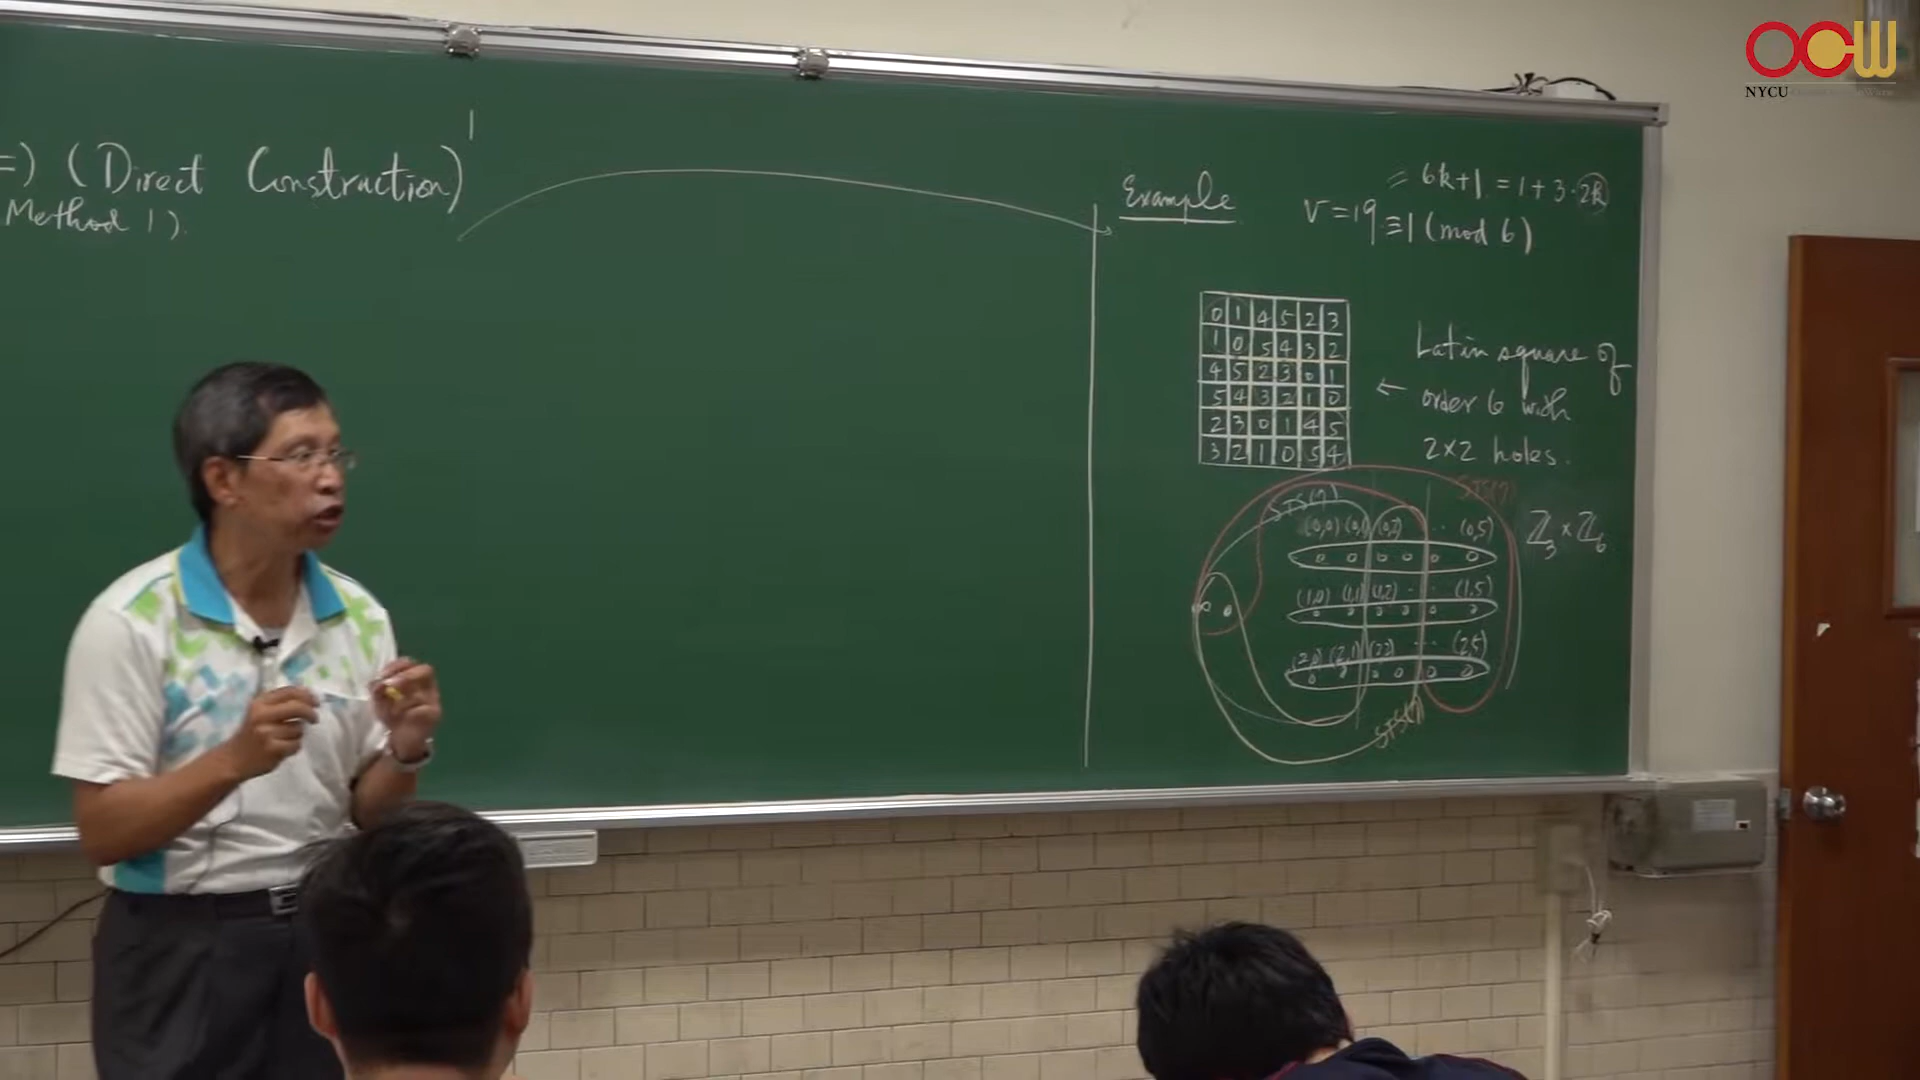 =) (Direct Construction)
Method 1).
Example
= 6k+1 = 1+3·2k
v=19≡1 (mod 6)
0 1 4 5 2 3
1 0 5 4 3 2
4 5 2 3 0 1
5 4 3 2 1 0
2 3 0 1 4 5
3 2 1 0 5 4
← Latin square of
order 6 with
2×2 holes.
STS(7) STS(7)
(0,0) (0,1) (0,2) ·· (0,5)
ℤ₃ × ℤ₆
(1,0) (1,1) (1,2) ·· (1,5)
(2,0) (2,1) (2,2) ··· (2,5)
STS(7)
OCW
NYCU